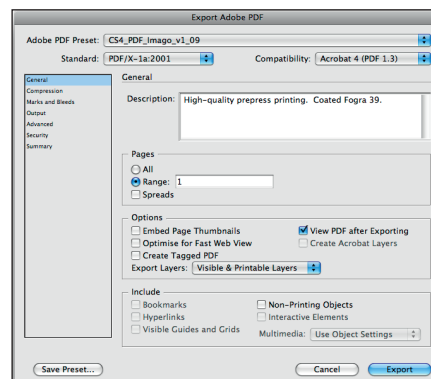 Export Adobe PDF
Adobe PDF Preset: CS4_PDF_Imago_v1_09
Standard: PDF/X-1a:2001 Compatibility: Acrobat 4 (PDF 1.3)
General
Compression
Marks and Bleeds
Output
Advanced
Security
Summary
General
Description: High-quality prepress printing. Coated Fogra 39.
Pages
All
Range: 1
Spreads
Options
Embed Page Thumbnails View PDF after Exporting
Optimise for Fast Web View Create Acrobat Layers
Create Tagged PDF
Export Layers: Visible & Printable Layers
Include
Bookmarks Non-Printing Objects
Hyperlinks Interactive Elements
Visible Guides and Grids Multimedia: Use Object Settings
Save Preset... Cancel Export